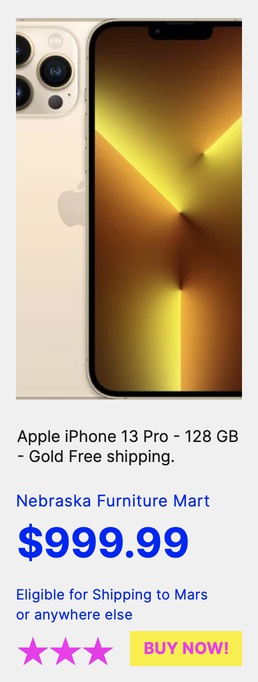 Apple iPhone 13 Pro - 128 GB
- Gold Free shipping.
Nebraska Furniture Mart
$999.99
Eligible for Shipping to Mars
or anywhere else
BUY NOW!